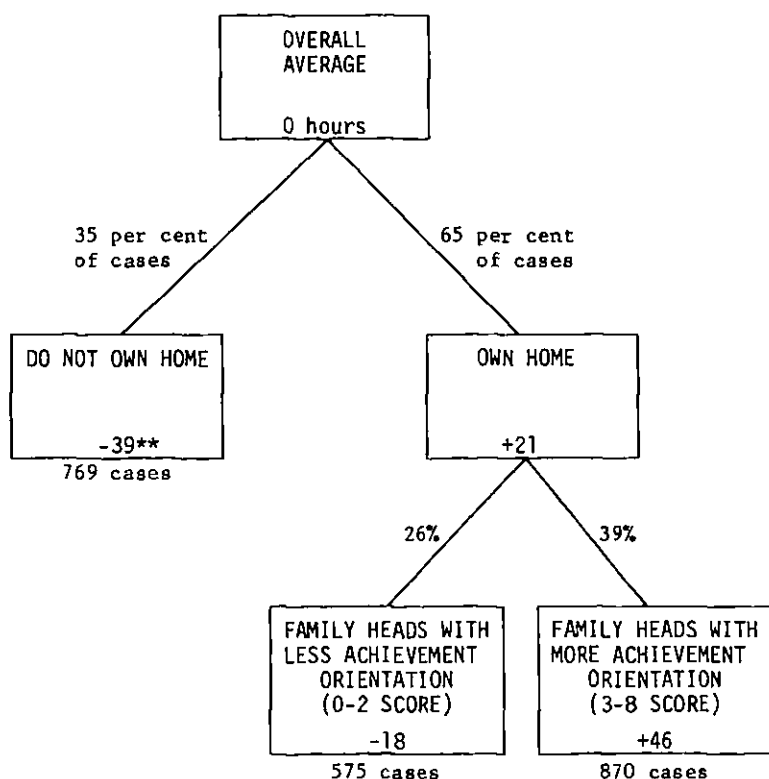 OVERALL
AVERAGE
0 hours
35 per cent
of cases
65 per cent
of cases
DO NOT OWN HOME
-39**
769 cases
OWN HOME
+21
26%
39%
FAMILY HEADS WITH
LESS ACHIEVEMENT
ORIENTATION
(0-2 SCORE)
-18
575 cases
FAMILY HEADS WITH
MORE ACHIEVEMENT
ORIENTATION
(3-8 SCORE)
+46
870 cases